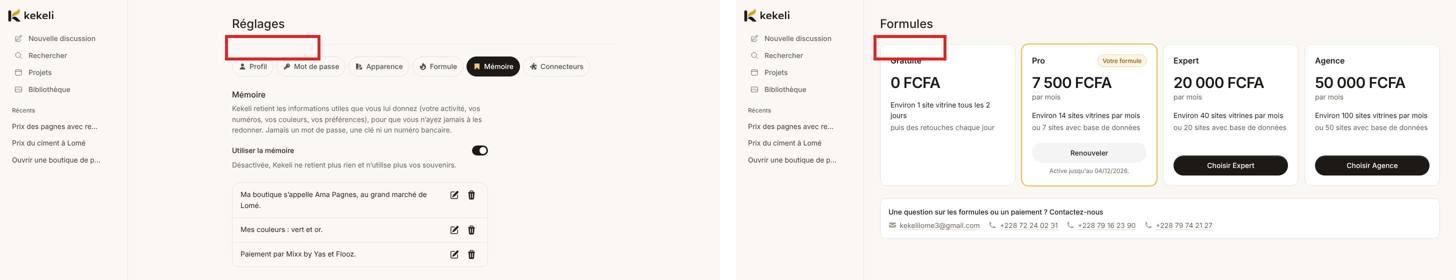 kekeli
Nouvelle discussion
Rechercher
Projets
Bibliothèque
Récents
Prix des pagnes avec re...
Prix du ciment à Lomé
Ouvrir une boutique de p...
Réglages
Profil
Mot de passe
Apparence
Formule
Mémoire
Connecteurs
Mémoire
Kekeli retient les informations utiles que vous lui donnez (votre activité, vos
numéros, vos couleurs, vos préférences), pour que vous n'ayez jamais à les
redonner. Jamais un mot de passe, une clé ni un numéro bancaire.
Utiliser la mémoire
Désactivée, Kekeli ne retient plus rien et n'utilise plus vos souvenirs.
Ma boutique s'appelle Ama Pagnes, au grand marché de
Lomé.
Mes couleurs : vert et or.
Paiement par Mixx by Yas et Flooz.
kekeli
Nouvelle discussion
Rechercher
Projets
Bibliothèque
Récents
Prix des pagnes avec re...
Prix du ciment à Lomé
Ouvrir une boutique de p...
Formules
Gratuite
0 FCFA
Environ 1 site vitrine tous les 2
jours
puis des retouches chaque jour
Pro
Votre formule
7 500 FCFA
par mois
Environ 14 sites vitrines par mois
ou 7 sites avec base de données
Renouveler
Active jusqu'au 04/12/2026.
Expert
20 000 FCFA
par mois
Environ 40 sites vitrines par mois
ou 20 sites avec base de données
Choisir Expert
Agence
50 000 FCFA
par mois
Environ 100 sites vitrines par mois
ou 50 sites avec base de données
Choisir Agence
Une question sur les formules ou un paiement ? Contactez-nous
kekelilome3@gmail.com
+228 72 24 02 31
+228 79 16 23 90
+228 79 74 21 27